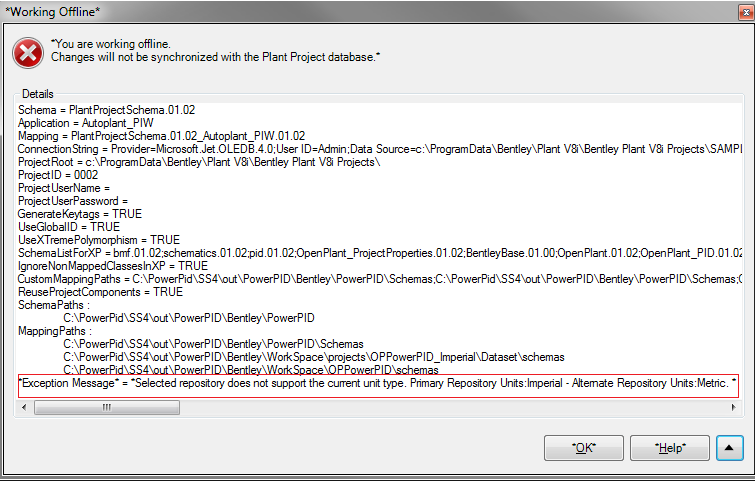 *Working Offline*
*You are working offline.
Changes will not be synchronized with the Plant Project database.*
Details
Schema = PlantProjectSchema.01.02
Application = Autoplant_PIW
Mapping = PlantProjectSchema.01.02_Autoplant_PIW.01.02
ConnectionString = Provider=Microsoft.Jet.OLEDB.4.0;User ID=Admin;Data Source=c:\ProgramData\Bentley\Plant V8i\Bentley Plant V8i Projects\SAMPI
ProjectRoot = c:\ProgramData\Bentley\Plant V8i\Bentley Plant V8i Projects\
ProjectID = 0002
ProjectUserName =
ProjectUserPassword =
GenerateKeytags = TRUE
UseGlobalID = TRUE
UseXTremePolymorphism = TRUE
SchemaListForXP = bmf.01.02;schematics.01.02;pid.01.02;OpenPlant_ProjectProperties.01.02;BentleyBase.01.00;OpenPlant.01.02;OpenPlant_PID.01.02
IgnoreNonMappedClassesInXP = TRUE
CustomMappingPaths = C:\PowerPid\SS4\out\PowerPID\Bentley\PowerPID\Schemas;C:\PowerPid\SS4\out\PowerPID\Bentley\PowerPID\Schemas;C
ReuseProjectComponents = TRUE
SchemaPaths :
C:\PowerPid\SS4\out\PowerPID\Bentley\PowerPID
MappingPaths :
C:\PowerPid\SS4\out\PowerPID\Bentley\PowerPID\Schemas
C:\PowerPid\SS4\out\PowerPID\Bentley\WorkSpace\projects\OPPowerPID_Imperial\Dataset\schemas
C:\PowerPid\SS4\out\PowerPID\Bentley\WorkSpace\OPPowerPID\schemas
*Exception Message* = *Selected repository does not support the current unit type. Primary Repository Units:Imperial - Alternate Repository Units:Metric. *
*OK* *Help*